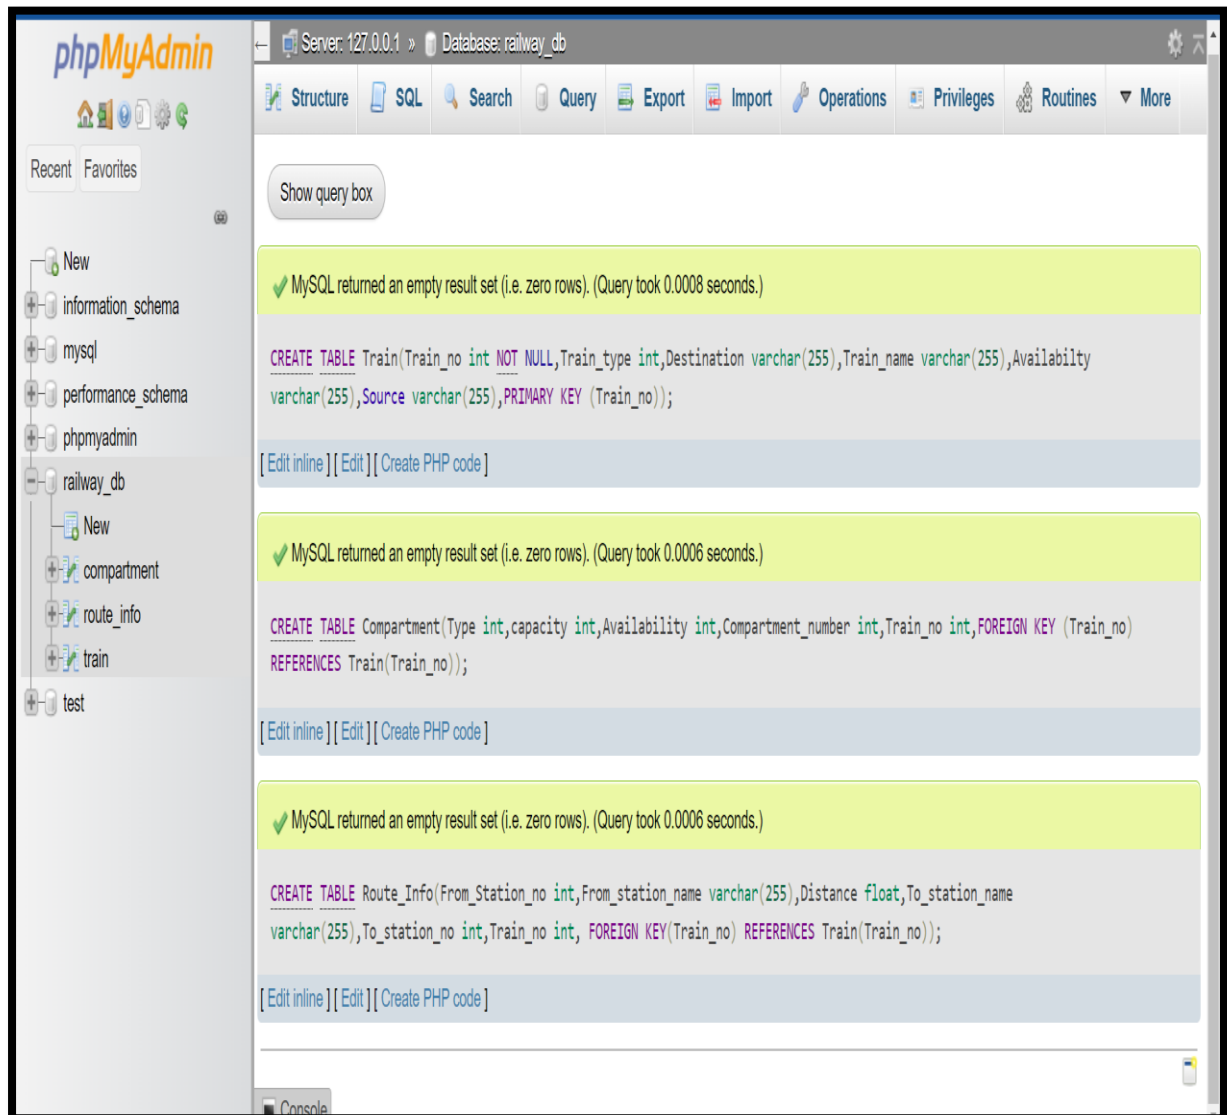 phpMyAdmin
Recent Favorites
New
information_schema
mysql
performance_schema
phpmyadmin
railway_db
New
compartment
route_info
train
test
← Server: 127.0.0.1 » Database: railway_db
Structure SQL Search Query Export Import Operations Privileges Routines ▼ More
Show query box
MySQL returned an empty result set (i.e. zero rows). (Query took 0.0008 seconds.)
CREATE TABLE Train(Train_no int NOT NULL,Train_type int,Destination varchar(255),Train_name varchar(255),Availabilty
varchar(255),Source varchar(255),PRIMARY KEY (Train_no));
[ Edit inline ] [ Edit ] [ Create PHP code ]
MySQL returned an empty result set (i.e. zero rows). (Query took 0.0006 seconds.)
CREATE TABLE Compartment(Type int,capacity int,Availability int,Compartment_number int,Train_no int,FOREIGN KEY (Train_no)
REFERENCES Train(Train_no));
[ Edit inline ] [ Edit ] [ Create PHP code ]
MySQL returned an empty result set (i.e. zero rows). (Query took 0.0006 seconds.)
CREATE TABLE Route_Info(From_Station_no int,From_station_name varchar(255),Distance float,To_station_name
varchar(255),To_station_no int,Train_no int, FOREIGN KEY(Train_no) REFERENCES Train(Train_no));
[ Edit inline ] [ Edit ] [ Create PHP code ]
Console